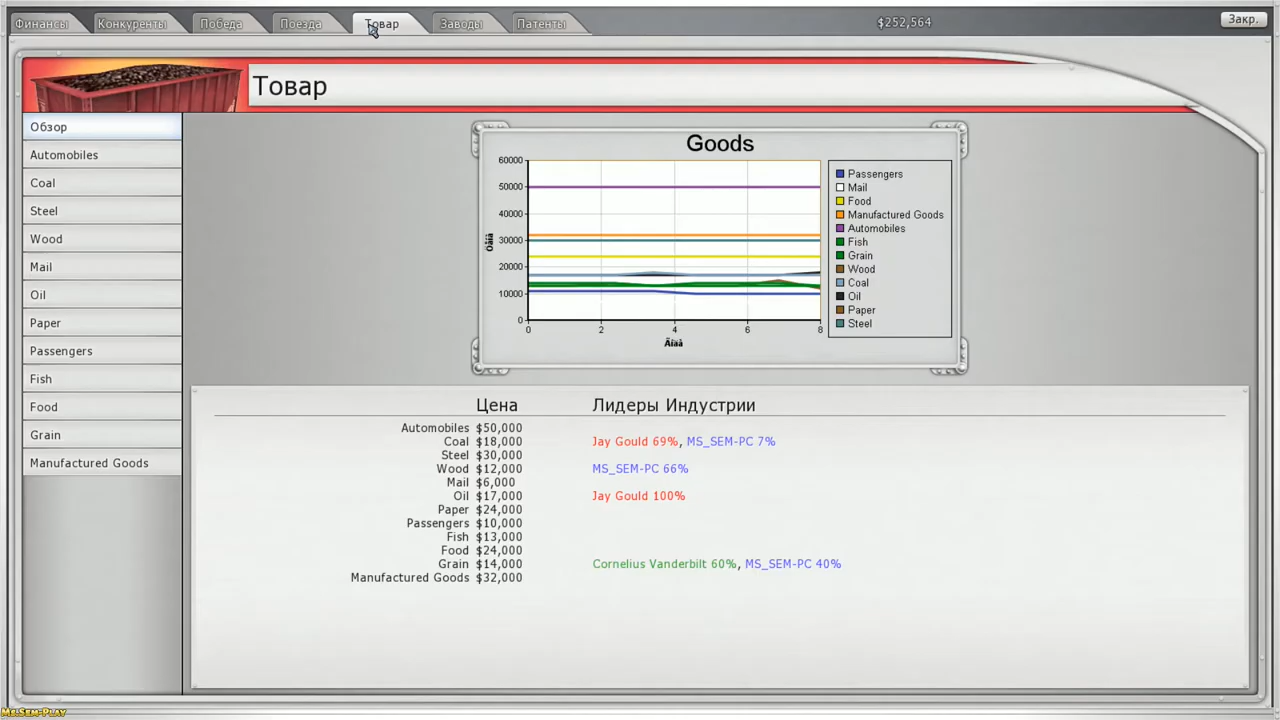 Финансы Конкуренты Победа Поезда Товар Заводы Патенты $252,564 Закр.
Товар
Обзор
Automobiles
Coal
Steel
Wood
Mail
Oil
Paper
Passengers
Fish
Food
Grain
Manufactured Goods
Goods
60000
50000
40000
30000
20000
10000
0
0 2 4 6 8
Ãîäà
Passengers
Mail
Food
Manufactured Goods
Automobiles
Fish
Grain
Wood
Coal
Oil
Paper
Steel
Цена Лидеры Индустрии
Automobiles $50,000
Coal $18,000 Jay Gould 69%, MS_SEM-PC 7%
Steel $30,000
Wood $12,000 MS_SEM-PC 66%
Mail $6,000
Oil $17,000 Jay Gould 100%
Paper $24,000
Passengers $10,000
Fish $13,000
Food $24,000
Grain $14,000 Cornelius Vanderbilt 60%, MS_SEM-PC 40%
Manufactured Goods $32,000
Ms.Sem-Play